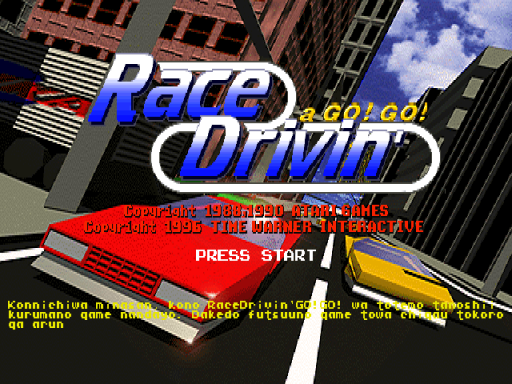 Race
a GO! GO!
Drivin'
Copyright 1988,1990 ATARI GAMES
Copyright 1996 TIME WARNER INTERACTIVE
PRESS START
Konnichiwa minasan, kono RaceDrivin'GO!GO! wa totemo tanoshii
kurumano game nandayo. Dakedo futsuuno game towa chigau tokoro
ga arun